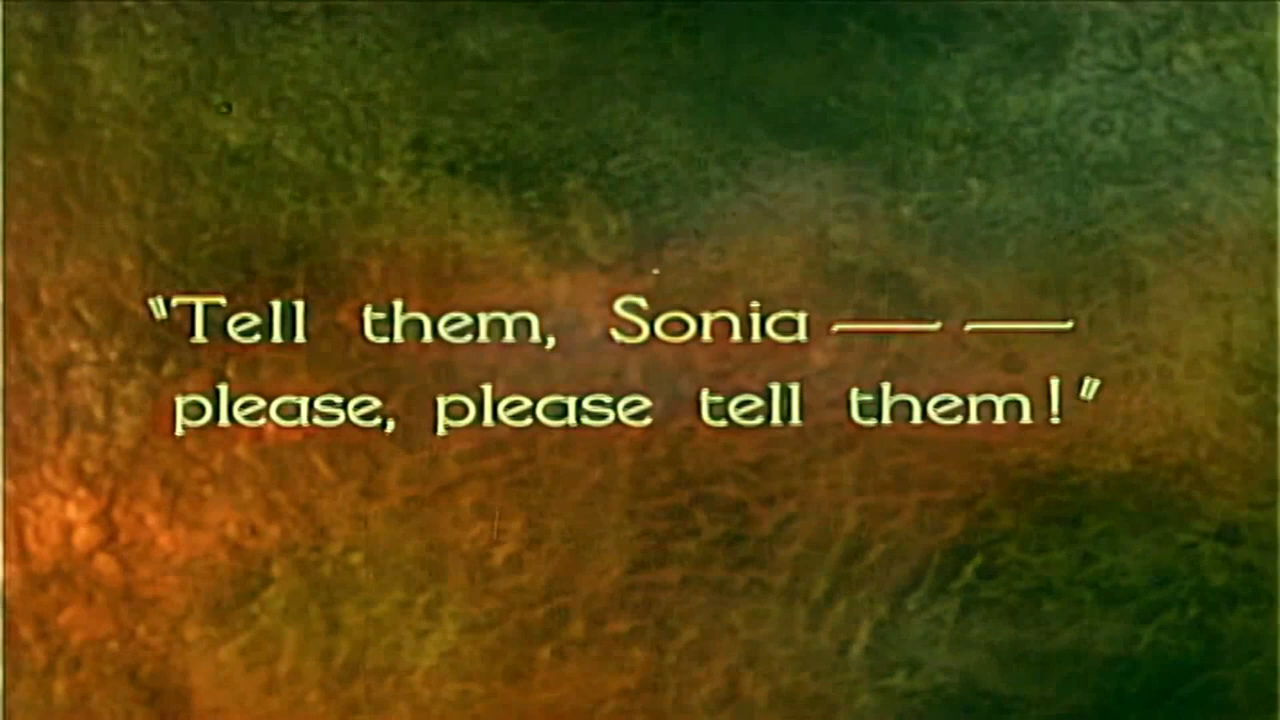 "Tell them, Sonia — —
please, please tell them!"